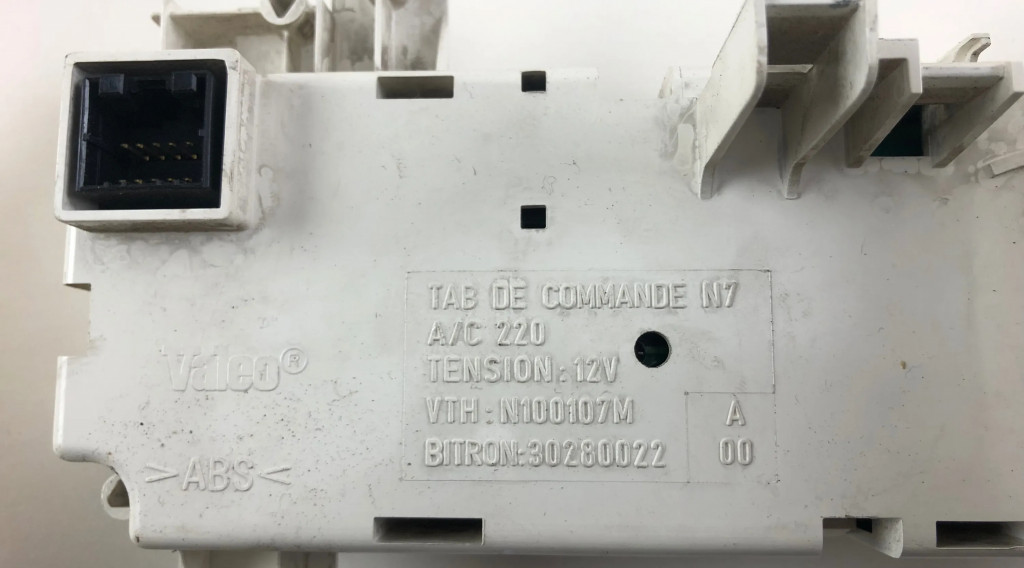 TAB DE COMMANDE N7
A/C 220
TENSION: 12V
VTH: N100107M
BITRON:30280022
A
00
Valeo®
>ABS<